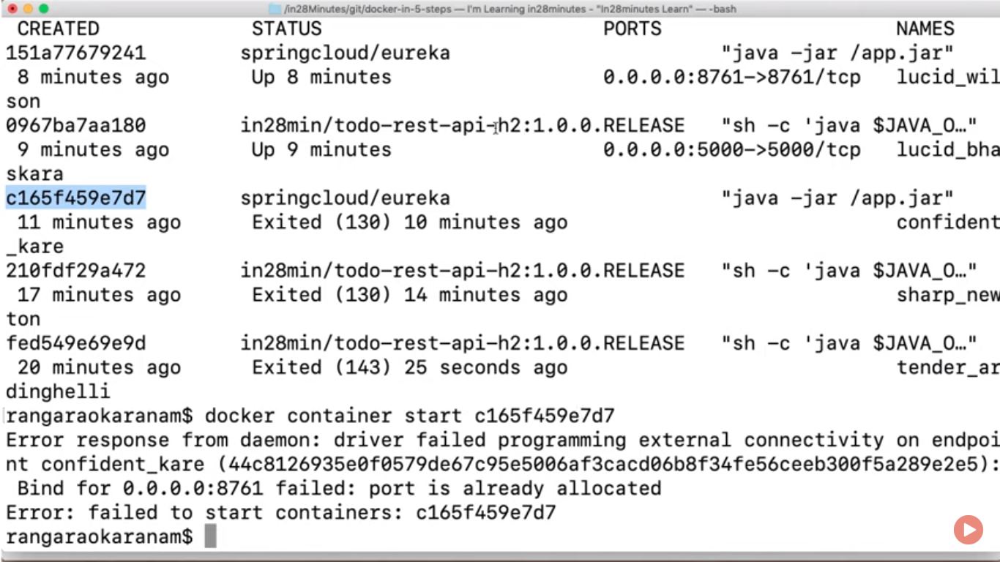 /in28Minutes/git/docker-in-5-steps — I'm Learning in28minutes - "In28minutes Learn" — -bash
CREATED STATUS PORTS NAMES
151a77679241 springcloud/eureka "java -jar /app.jar"
8 minutes ago Up 8 minutes 0.0.0.0:8761->8761/tcp lucid_wil
son
0967ba7aa180 in28min/todo-rest-api-h2:1.0.0.RELEASE "sh -c 'java $JAVA_O…"
9 minutes ago Up 9 minutes 0.0.0.0:5000->5000/tcp lucid_bha
skara
c165f459e7d7 springcloud/eureka "java -jar /app.jar"
11 minutes ago Exited (130) 10 minutes ago confident
_kare
210fdf29a472 in28min/todo-rest-api-h2:1.0.0.RELEASE "sh -c 'java $JAVA_O…"
17 minutes ago Exited (130) 14 minutes ago sharp_new
ton
fed549e69e9d in28min/todo-rest-api-h2:1.0.0.RELEASE "sh -c 'java $JAVA_O…"
20 minutes ago Exited (143) 25 seconds ago tender_ar
dinghelli
rangaraokaranam$ docker container start c165f459e7d7
Error response from daemon: driver failed programming external connectivity on endpoi
nt confident_kare (44c8126935e0f0579de67c95e5006af3cacd06b8f34fe56ceeb300f5a289e2e5):
Bind for 0.0.0.0:8761 failed: port is already allocated
Error: failed to start containers: c165f459e7d7
rangaraokaranam$